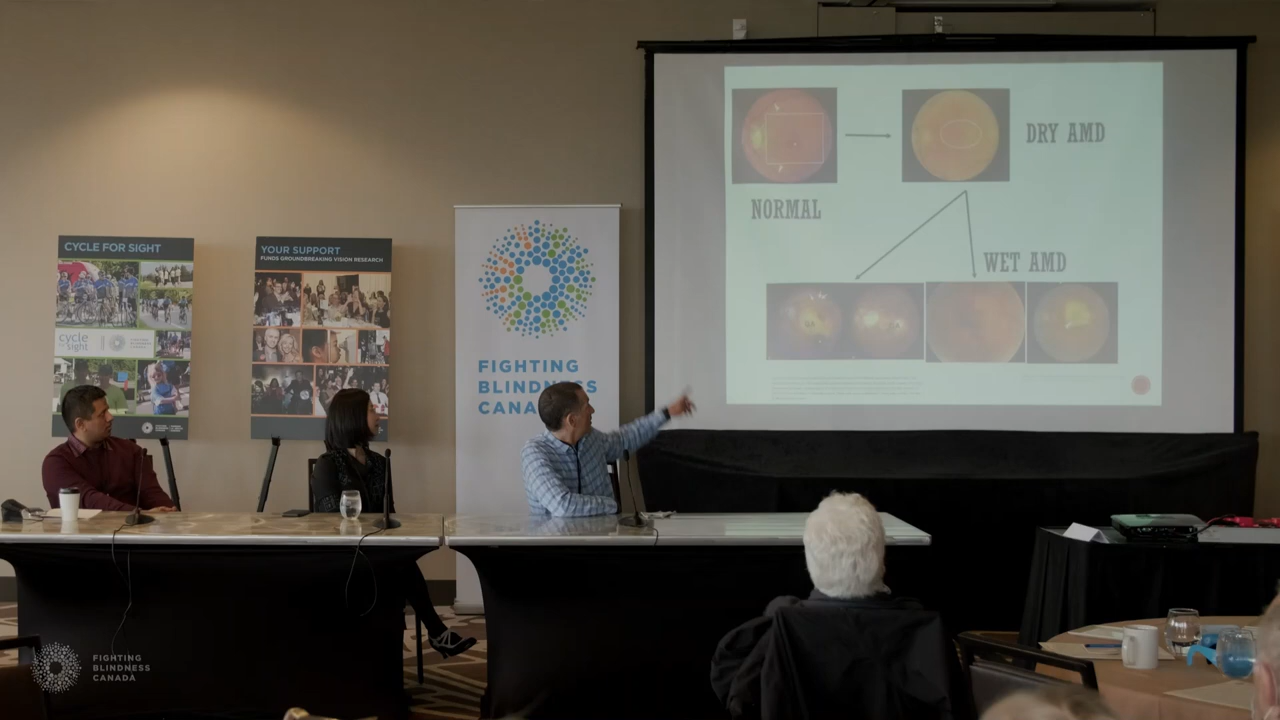 CYCLE FOR SIGHT
cycle
sight
YOUR SUPPORT
FUNDS GROUNDBREAKING VISION RESEARCH
FIGHTING
BLINDNESS
CANA
NORMAL
DRY AMD
WET AMD
FIGHTING
BLINDNESS
CANADA